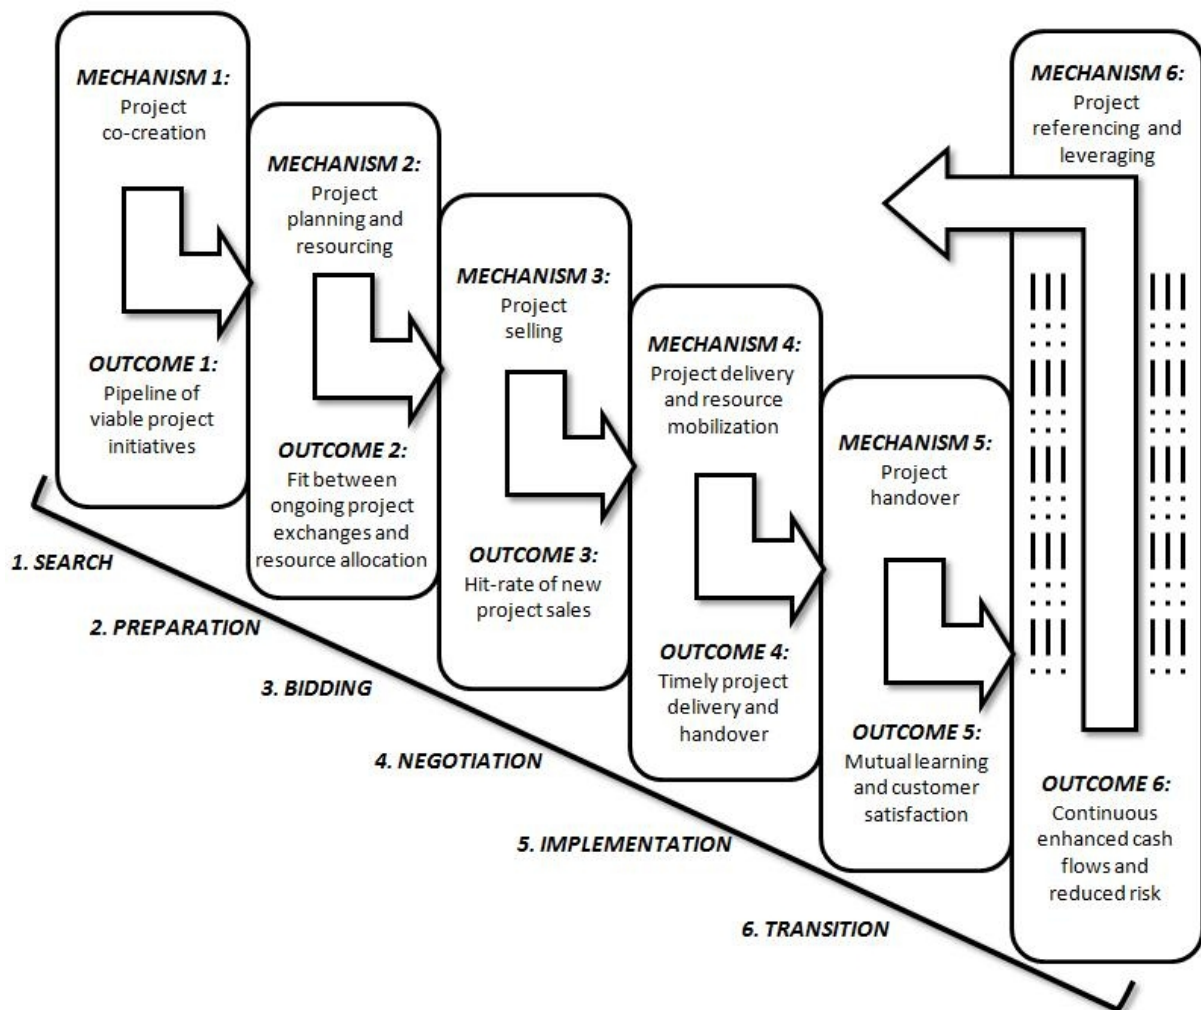 MECHANISM 1:
Project
co-creation
OUTCOME 1:
Pipeline of
viable project
initiatives
MECHANISM 2:
Project
planning and
resourcing
OUTCOME 2:
Fit between
ongoing project
exchanges and
resource allocation
MECHANISM 3:
Project
selling
OUTCOME 3:
Hit-rate of new
project sales
MECHANISM 4:
Project delivery
and resource
mobilization
OUTCOME 4:
Timely project
delivery and
handover
MECHANISM 5:
Project
handover
OUTCOME 5:
Mutual learning
and customer
satisfaction
MECHANISM 6:
Project
referencing and
leveraging
OUTCOME 6:
Continuous
enhanced cash
flows and
reduced risk
1. SEARCH
2. PREPARATION
3. BIDDING
4. NEGOTIATION
5. IMPLEMENTATION
6. TRANSITION